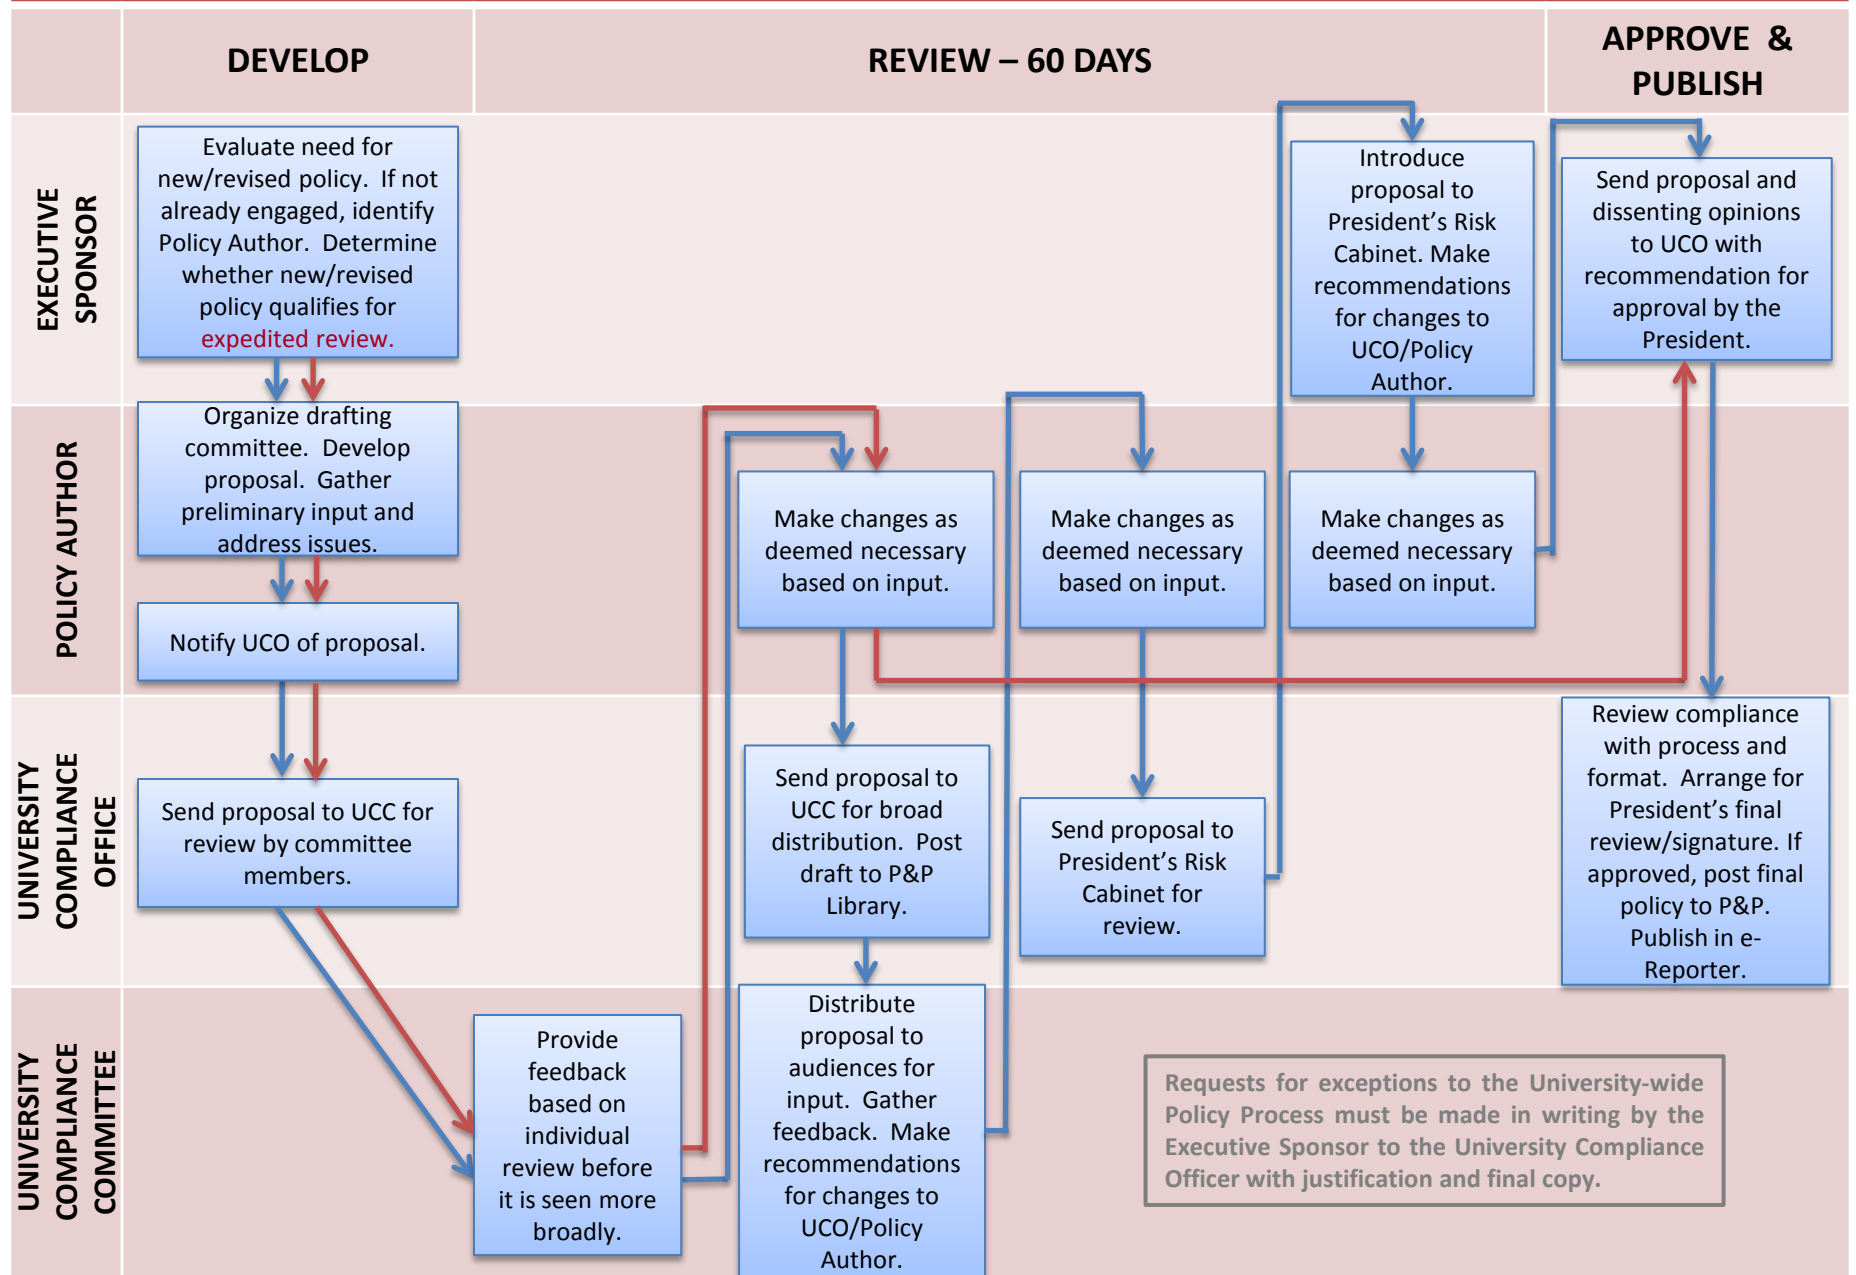 DEVELOP
REVIEW – 60 DAYS
APPROVE &
PUBLISH
EXECUTIVE
SPONSOR
Evaluate need for
new/revised policy. If not
already engaged, identify
Policy Author. Determine
whether new/revised
policy qualifies for
expedited review.
Introduce
proposal to
President’s Risk
Cabinet. Make
recommendations
for changes to
UCO/Policy
Author.
Send proposal and
dissenting opinions
to UCO with
recommendation for
approval by the
President.
POLICY AUTHOR
Organize drafting
committee. Develop
proposal. Gather
preliminary input and
address issues.
Notify UCO of proposal.
Make changes as
deemed necessary
based on input.
Make changes as
deemed necessary
based on input.
Make changes as
deemed necessary
based on input.
UNIVERSITY
COMPLIANCE
OFFICE
Send proposal to UCC for
review by committee
members.
Send proposal to
UCC for broad
distribution. Post
draft to P&P
Library.
Send proposal to
President’s Risk
Cabinet for
review.
Review compliance
with process and
format. Arrange for
President’s final
review/signature. If
approved, post final
policy to P&P.
Publish in e-
Reporter.
UNIVERSITY
COMPLIANCE
COMMITTEE
Provide
feedback
based on
individual
review before
it is seen more
broadly.
Distribute
proposal to
audiences for
input. Gather
feedback. Make
recommendations
for changes to
UCO/Policy
Author.
Requests for exceptions to the University-wide
Policy Process must be made in writing by the
Executive Sponsor to the University Compliance
Officer with justification and final copy.